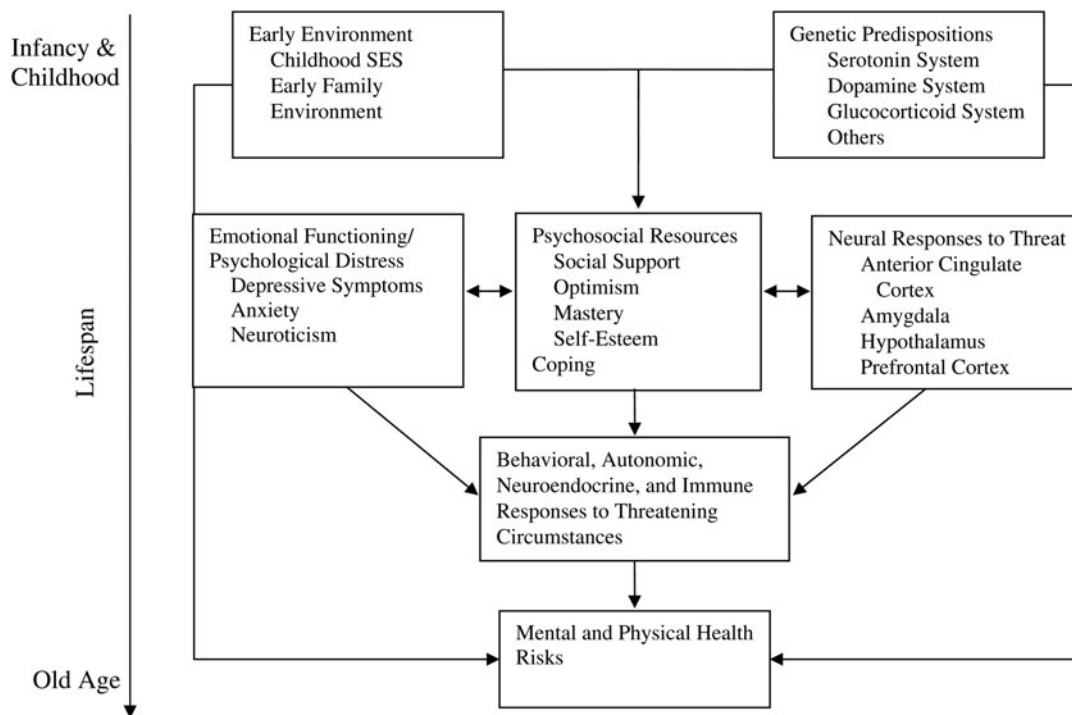 Infancy &
Childhood
Early Environment
Childhood SES
Early Family
Environment
Genetic Predispositions
Serotonin System
Dopamine System
Glucocorticoid System
Others
Lifespan
Emotional Functioning/
Psychological Distress
Depressive Symptoms
Anxiety
Neuroticism
Psychosocial Resources
Social Support
Optimism
Mastery
Self-Esteem
Coping
Neural Responses to Threat
Anterior Cingulate
Cortex
Amygdala
Hypothalamus
Prefrontal Cortex
Behavioral, Autonomic,
Neuroendocrine, and Immune
Responses to Threatening
Circumstances
Mental and Physical Health
Risks
Old Age